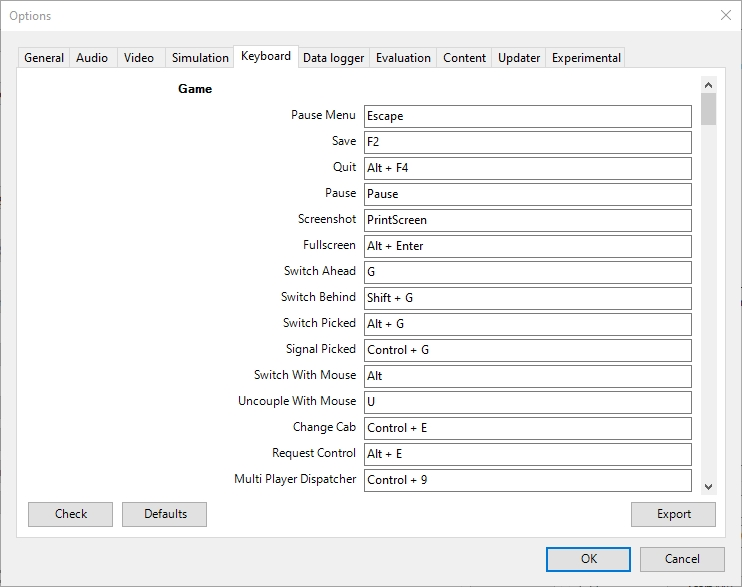 Options
General Audio Video Simulation Keyboard Data logger Evaluation Content Updater Experimental
Game
Pause Menu Escape
Save F2
Quit Alt + F4
Pause Pause
Screenshot PrintScreen
Fullscreen Alt + Enter
Switch Ahead G
Switch Behind Shift + G
Switch Picked Alt + G
Signal Picked Control + G
Switch With Mouse Alt
Uncouple With Mouse U
Change Cab Control + E
Request Control Alt + E
Multi Player Dispatcher Control + 9
Check Defaults Export
OK Cancel